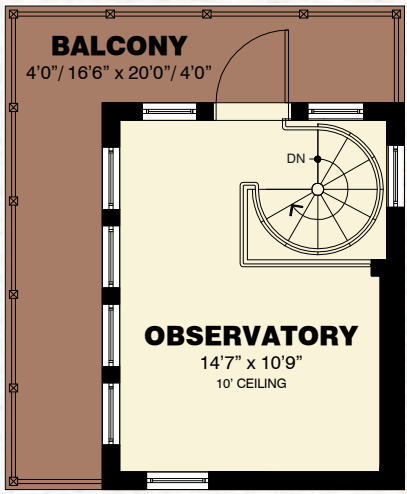 BALCONY
4’0”/ 16’6” x 20’0”/ 4’0”
DN
OBSERVATORY
14’7” x 10’9”
10’ CEILING